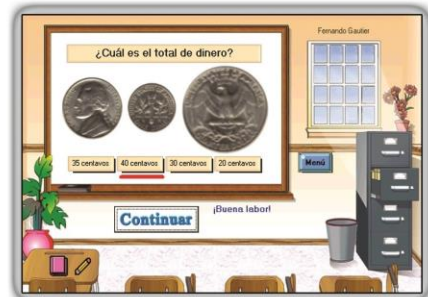 Fernando Gautier
¿Cuál es el total de dinero?
35 centavos
40 centavos
30 centavos
20 centavos
Menú
Continuar
¡Buena labor!